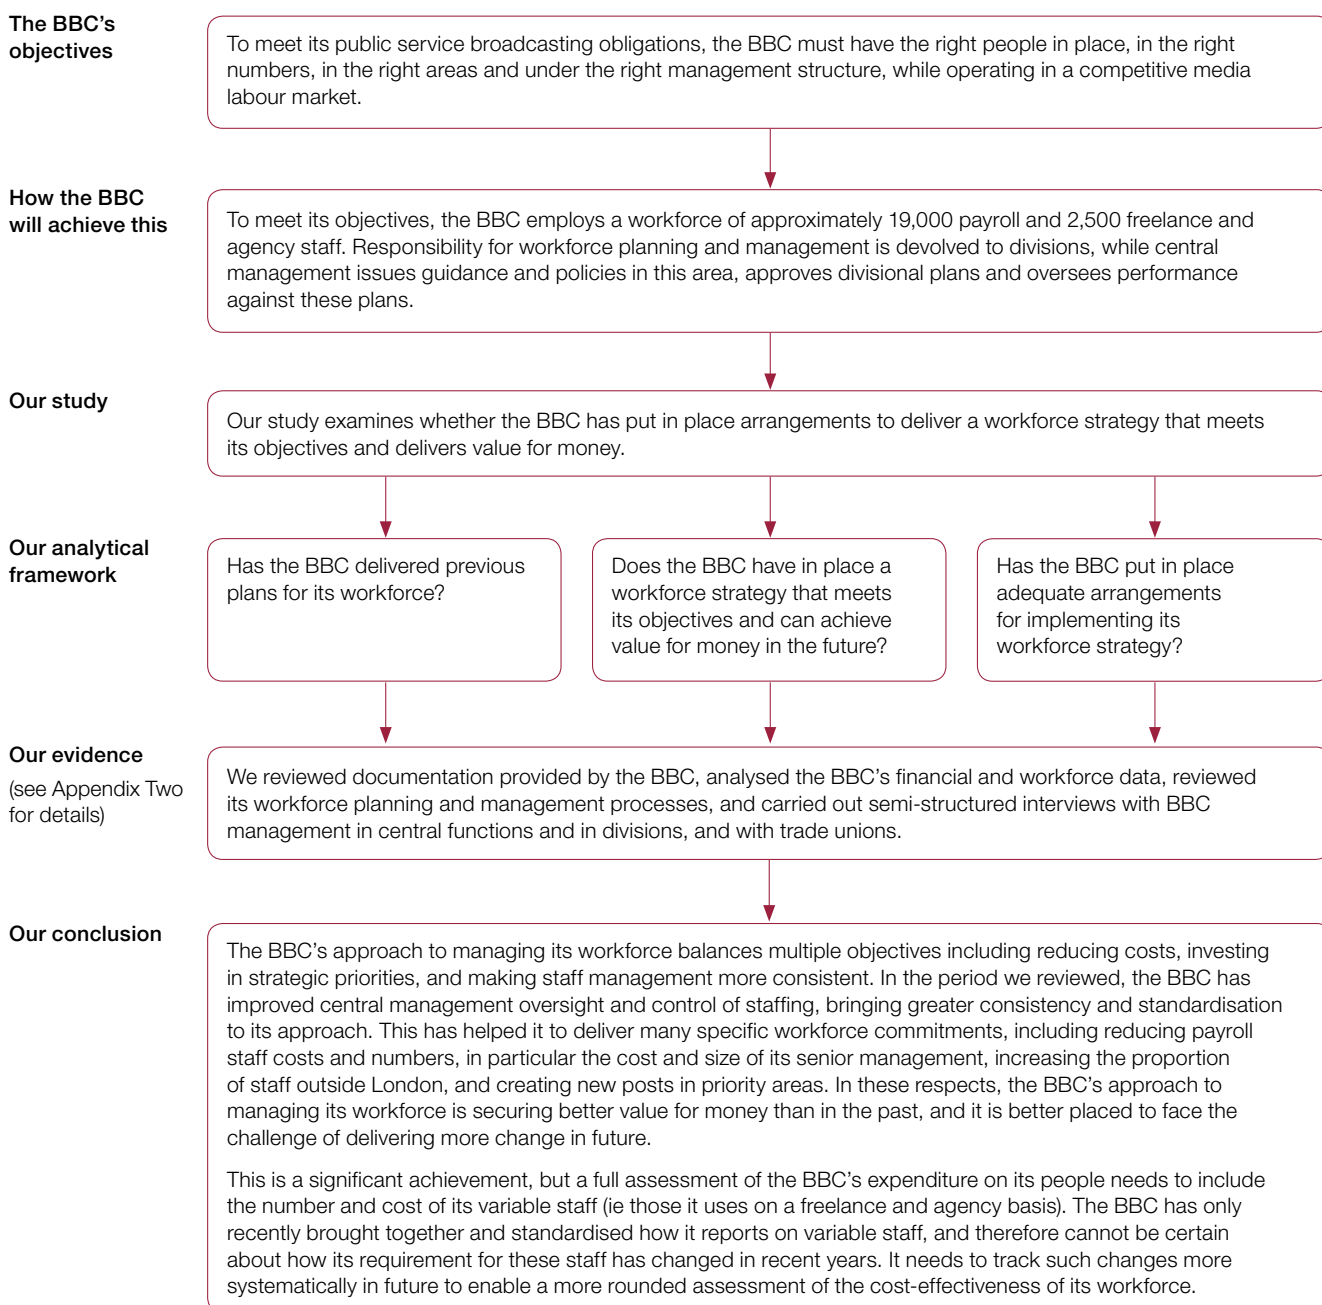 The BBC's
objectives
To meet its public service broadcasting obligations, the BBC must have the right people in place, in the right
numbers, in the right areas and under the right management structure, while operating in a competitive media
labour market.
How the BBC
will achieve this
To meet its objectives, the BBC employs a workforce of approximately 19,000 payroll and 2,500 freelance and
agency staff. Responsibility for workforce planning and management is devolved to divisions, while central
management issues guidance and policies in this area, approves divisional plans and oversees performance
against these plans.
Our study
Our study examines whether the BBC has put in place arrangements to deliver a workforce strategy that meets
its objectives and delivers value for money.
Our analytical
framework
Has the BBC delivered previous
plans for its workforce?
Does the BBC have in place a
workforce strategy that meets
its objectives and can achieve
value for money in the future?
Has the BBC put in place
adequate arrangements
for implementing its
workforce strategy?
Our evidence
(see Appendix Two
for details)
We reviewed documentation provided by the BBC, analysed the BBC's financial and workforce data, reviewed
its workforce planning and management processes, and carried out semi-structured interviews with BBC
management in central functions and in divisions, and with trade unions.
Our conclusion
The BBC's approach to managing its workforce balances multiple objectives including reducing costs, investing
in strategic priorities, and making staff management more consistent. In the period we reviewed, the BBC has
improved central management oversight and control of staffing, bringing greater consistency and standardisation
to its approach. This has helped it to deliver many specific workforce commitments, including reducing payroll
staff costs and numbers, in particular the cost and size of its senior management, increasing the proportion
of staff outside London, and creating new posts in priority areas. In these respects, the BBC's approach to
managing its workforce is securing better value for money than in the past, and it is better placed to face the
challenge of delivering more change in future.
This is a significant achievement, but a full assessment of the BBC's expenditure on its people needs to include
the number and cost of its variable staff (ie those it uses on a freelance and agency basis). The BBC has only
recently brought together and standardised how it reports on variable staff, and therefore cannot be certain
about how its requirement for these staff has changed in recent years. It needs to track such changes more
systematically in future to enable a more rounded assessment of the cost-effectiveness of its workforce.